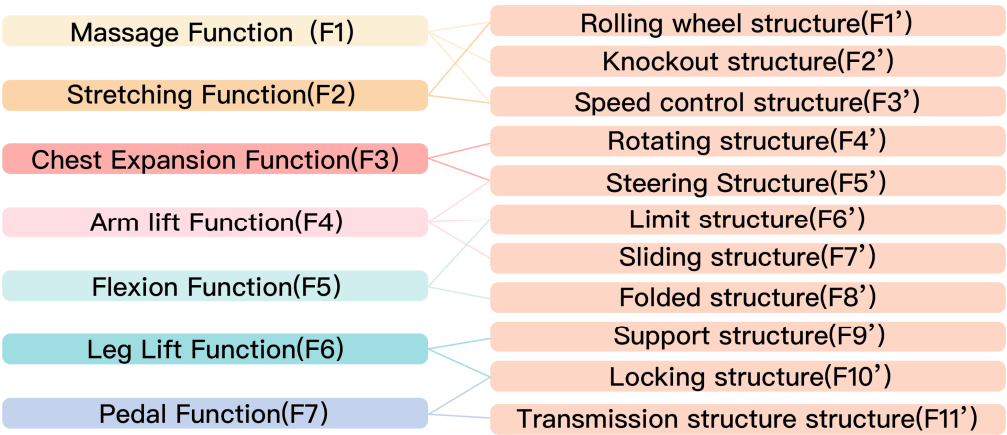 Massage Function（F1)
Stretching Function(F2)
Chest Expansion Function(F3)
Arm lift Function(F4)
Flexion Function(F5)
Leg Lift Function(F6)
Pedal Function(F7)
Rolling wheel structure(F1’)
Knockout structure(F2’)
Speed control structure(F3’)
Rotating structure(F4’)
Steering Structure(F5’)
Limit structure(F6’)
Sliding structure(F7’)
Folded structure(F8’)
Support structure(F9’)
Locking structure(F10’)
Transmission structure structure(F11’)